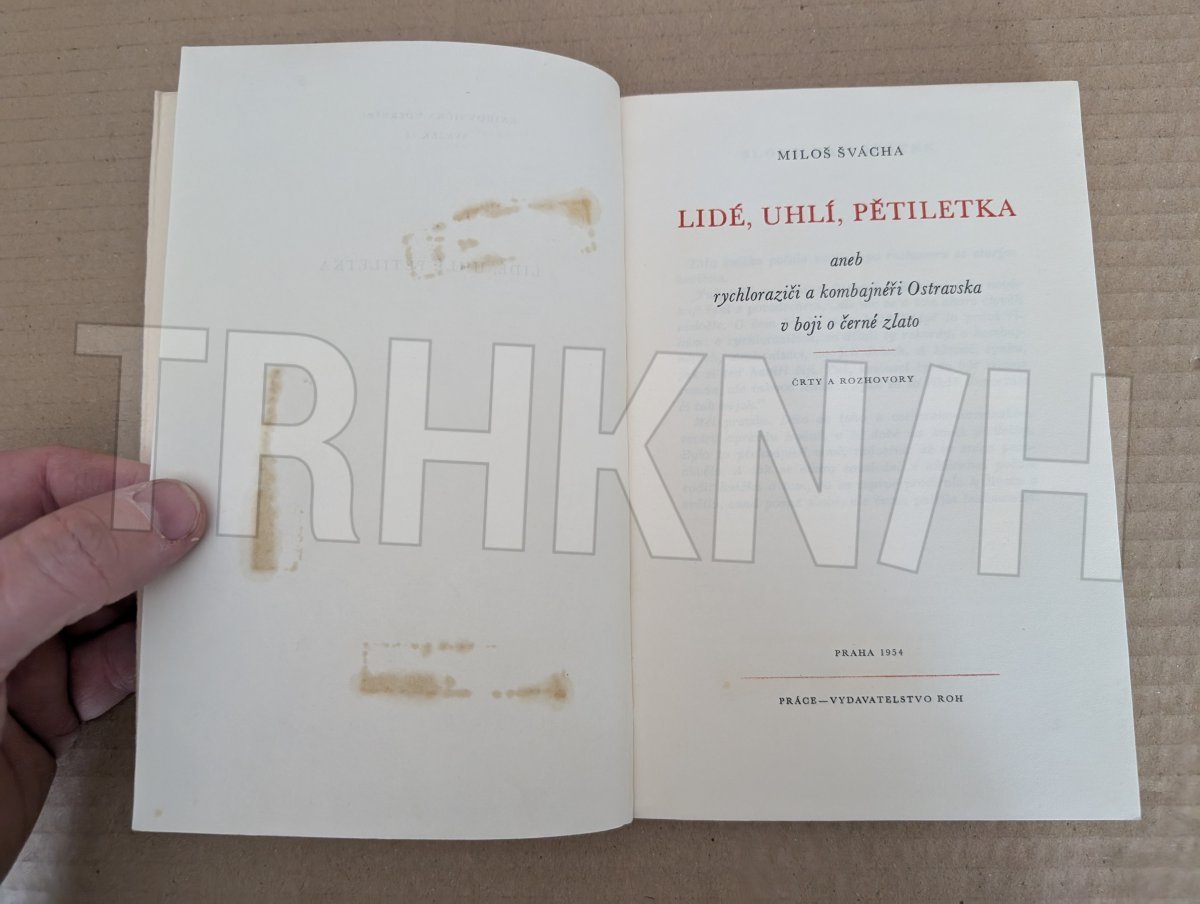 MILOŠ ŠVÁCHA
LIDÉ, UHLÍ, PĚTILETKA
aneb
rychloraziči a kombajnéři Ostravska
v boji o černé zlato
ČRTY A ROZHOVORY
PRAHA 1954
PRÁCE—VYDAVATELSTVO ROH
TRHKNIH